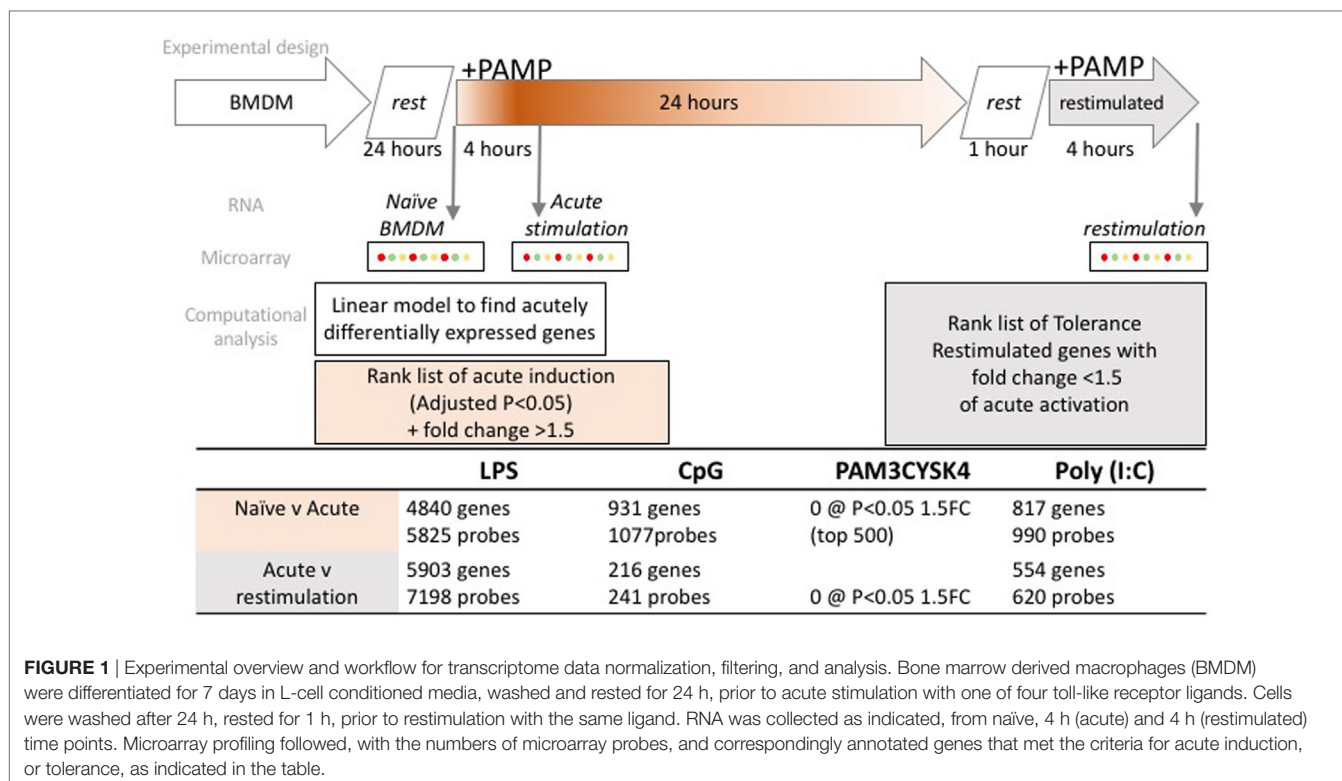 Experimental design
+PAMP
+PAMP
BMDM
rest
24 hours
rest
restimulated
24 hours
4 hours
1 hour
4 hours
RNA
Naïve
BMDM
Acute
stimulation
restimulation
Microarray
Computational
analysis
Linear model to find acutely
differentially expressed genes
Rank list of acute induction
(Adjusted P<0.05)
+ fold change >1.5
Rank list of Tolerance
Restimulated genes with
fold change <1.5
of acute activation
LPS CpG PAM3CYSK4 Poly (I:C)
Naïve v Acute 4840 genes 931 genes 0 @ P<0.05 1.5FC 817 genes
5825 probes 1077probes (top 500) 990 probes
Acute v 5903 genes 216 genes 554 genes
restimulation 7198 probes 241 probes 0 @ P<0.05 1.5FC 620 probes
FIGURE 1 | Experimental overview and workflow for transcriptome data normalization, filtering, and analysis. Bone marrow derived macrophages (BMDM)
were differentiated for 7 days in L-cell conditioned media, washed and rested for 24 h, prior to acute stimulation with one of four toll-like receptor ligands. Cells
were washed after 24 h, rested for 1 h, prior to restimulation with the same ligand. RNA was collected as indicated, from naïve, 4 h (acute) and 4 h (restimulated)
time points. Microarray profiling followed, with the numbers of microarray probes, and correspondingly annotated genes that met the criteria for acute induction,
or tolerance, as indicated in the table.